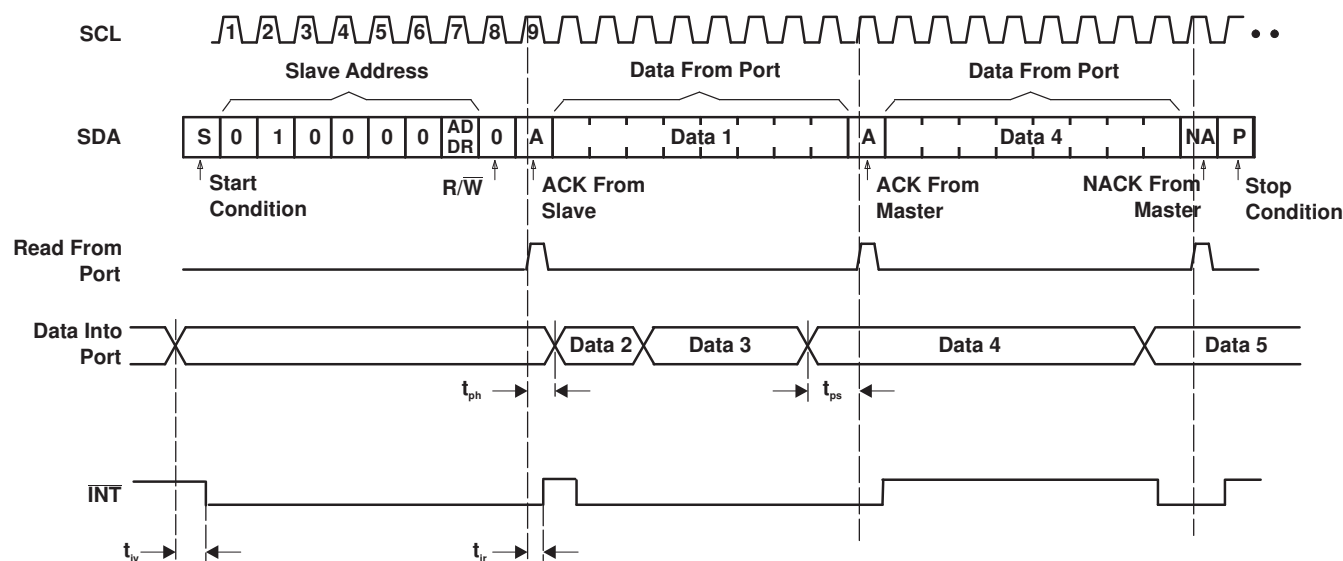 SCL
1 2 3 4 5 6 7 8 9
Slave Address
Data From Port
Data From Port
SDA
S 0 1 0 0 0 0 AD DR 0 A Data 1 A Data 4 NA P
Start
Condition
R/W̅
ACK From
Slave
ACK From
Master
NACK From
Master
Stop
Condition
Read From
Port
Data Into
Port
Data 2 Data 3 Data 4 Data 5
tph
tps
I̅N̅T̅
tiv
tir